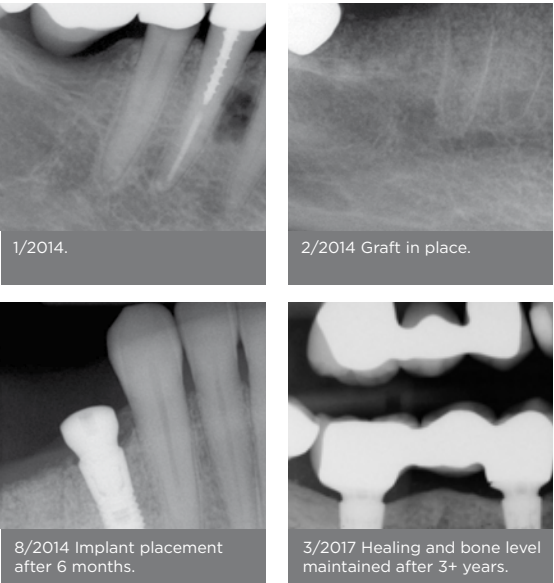 1/2014.
2/2014 Graft in place.
8/2014 Implant placement
after 6 months.
3/2017 Healing and bone level
maintained after 3+ years.